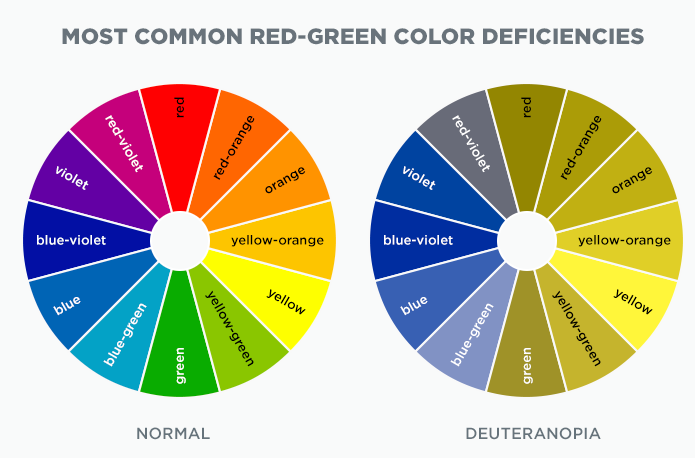 MOST COMMON RED-GREEN COLOR DEFICIENCIES
red
red-orange
orange
yellow-orange
yellow
yellow-green
green
blue-green
blue
blue-violet
violet
red-violet
NORMAL
red
red-orange
orange
yellow-orange
yellow
yellow-green
green
blue-green
blue
blue-violet
violet
red-violet
DEUTERANOPIA